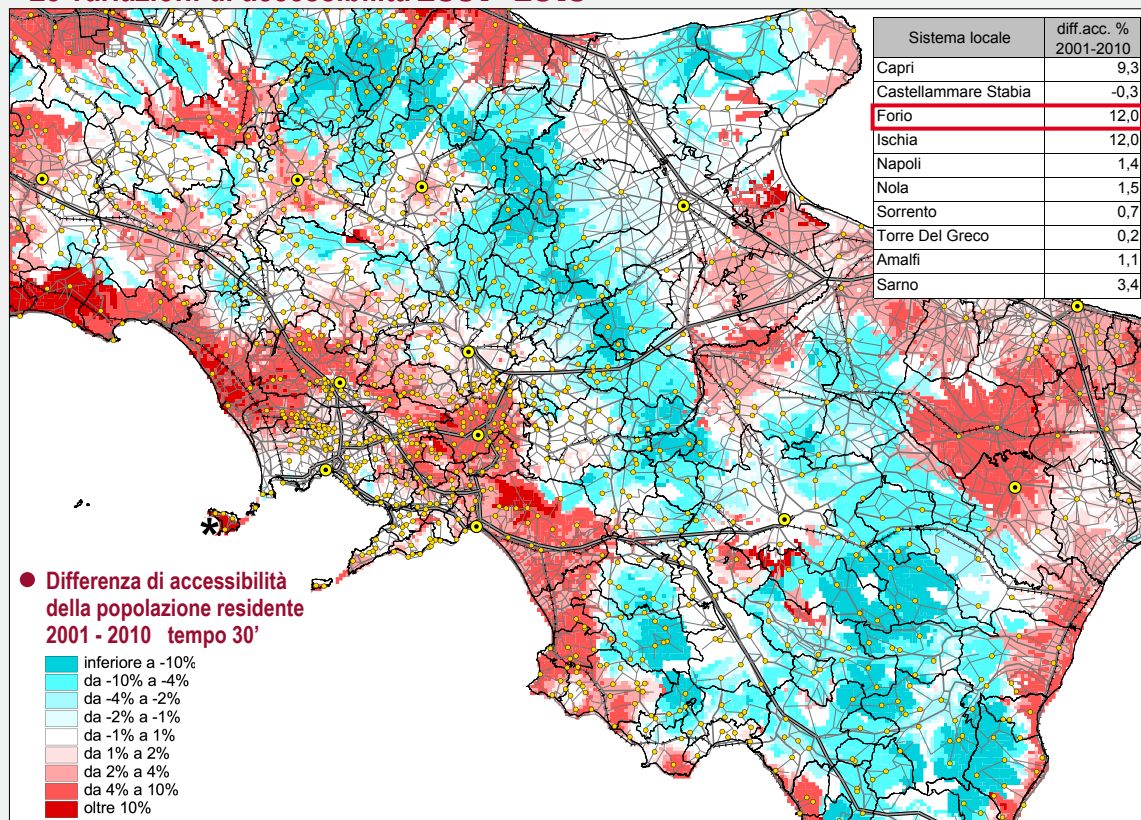 Sistema locale diff.acc. % 2001-2010
Capri 9,3
Castellammare Stabia -0,3
Forio 12,0
Ischia 12,0
Napoli 1,4
Nola 1,5
Sorrento 0,7
Torre Del Greco 0,2
Amalfi 1,1
Sarno 3,4
*
● Differenza di accessibilità
della popolazione residente
2001 - 2010 tempo 30'
inferiore a -10%
da -10% a -4%
da -4% a -2%
da -2% a -1%
da -1% a 1%
da 1% a 2%
da 2% a 4%
da 4% a 10%
oltre 10%